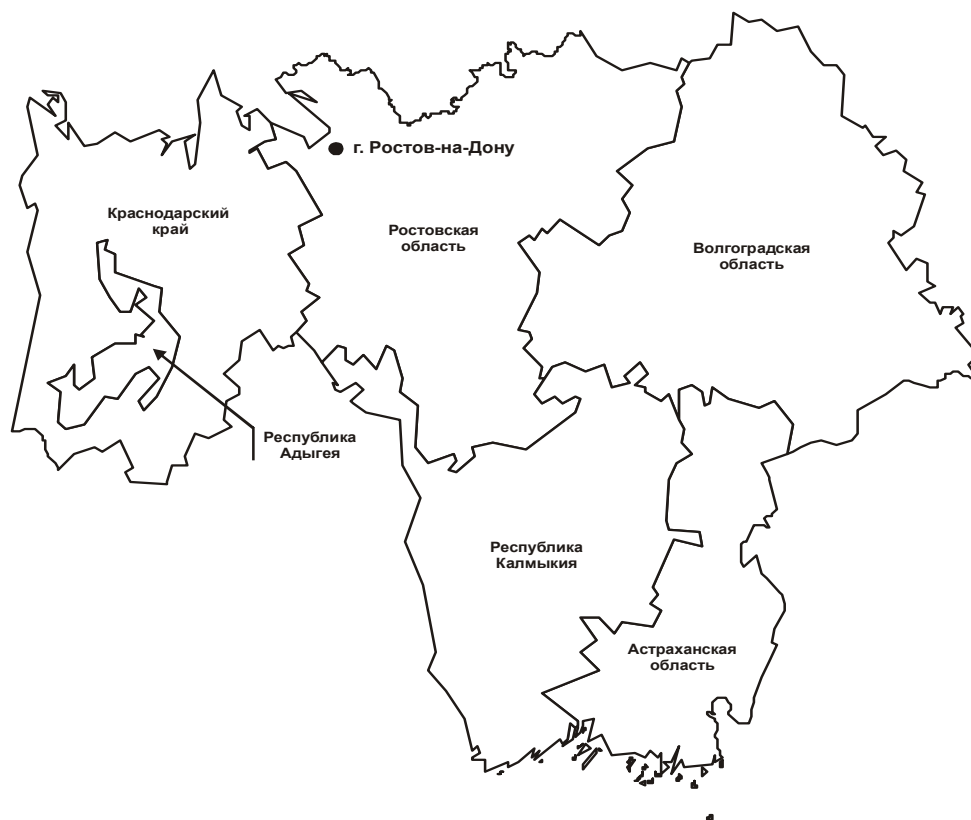 г. Ростов-на-Дону
Краснодарский
край
Ростовская
область
Волгоградская
область
Республика
Адыгея
Республика
Калмыкия
Астраханская
область